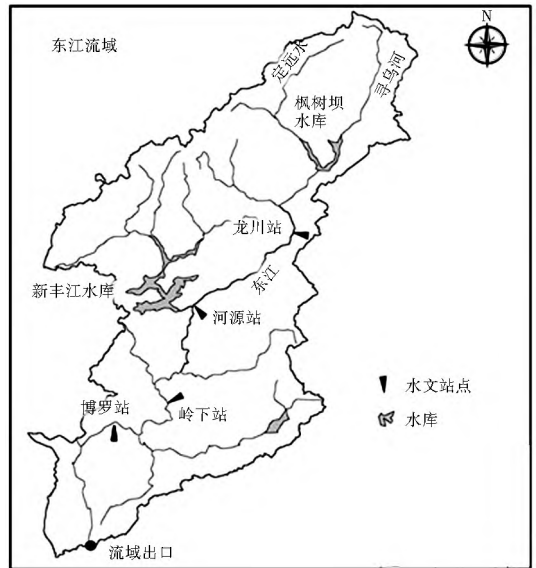 东江流域
N
定远水
寻乌河
枫树坝
水库
龙川站
东江
新丰江水库
河源站
水文站点
博罗站
岭下站
水库
流域出口